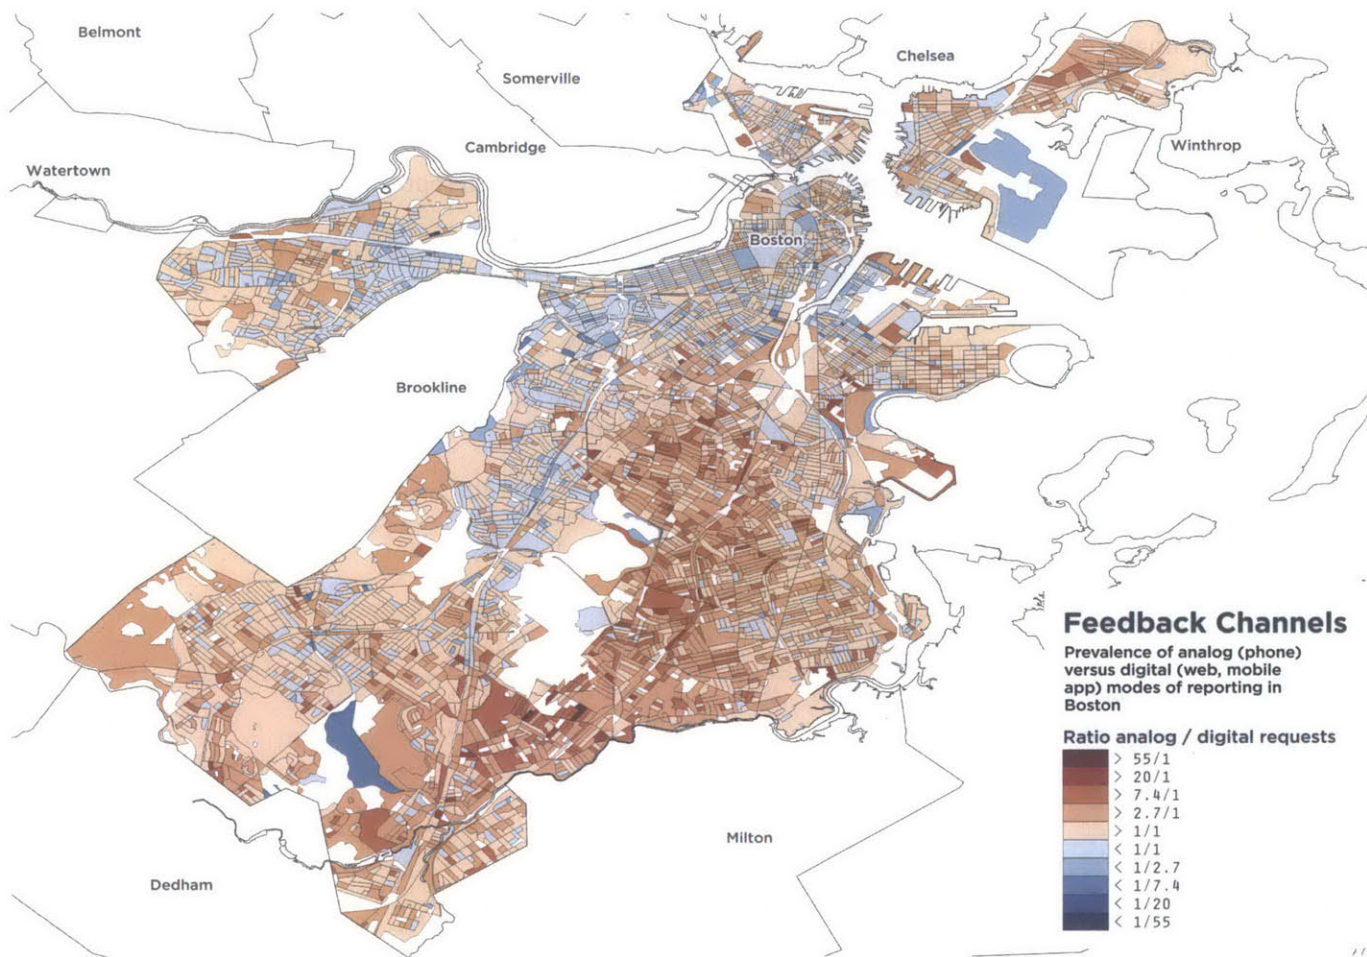 Belmont
Somerville
Chelsea
Cambridge
Winthrop
Watertown
Boston
Brookline
Feedback Channels
Prevalence of analog (phone)
versus digital (web, mobile
app) modes of reporting in
Boston
Ratio analog / digital requests
> 55/1
> 20/1
> 7.4/1
> 2.7/1
> 1/1
< 1/1
< 1/2.7
< 1/7.4
< 1/20
< 1/55
Milton
Dedham